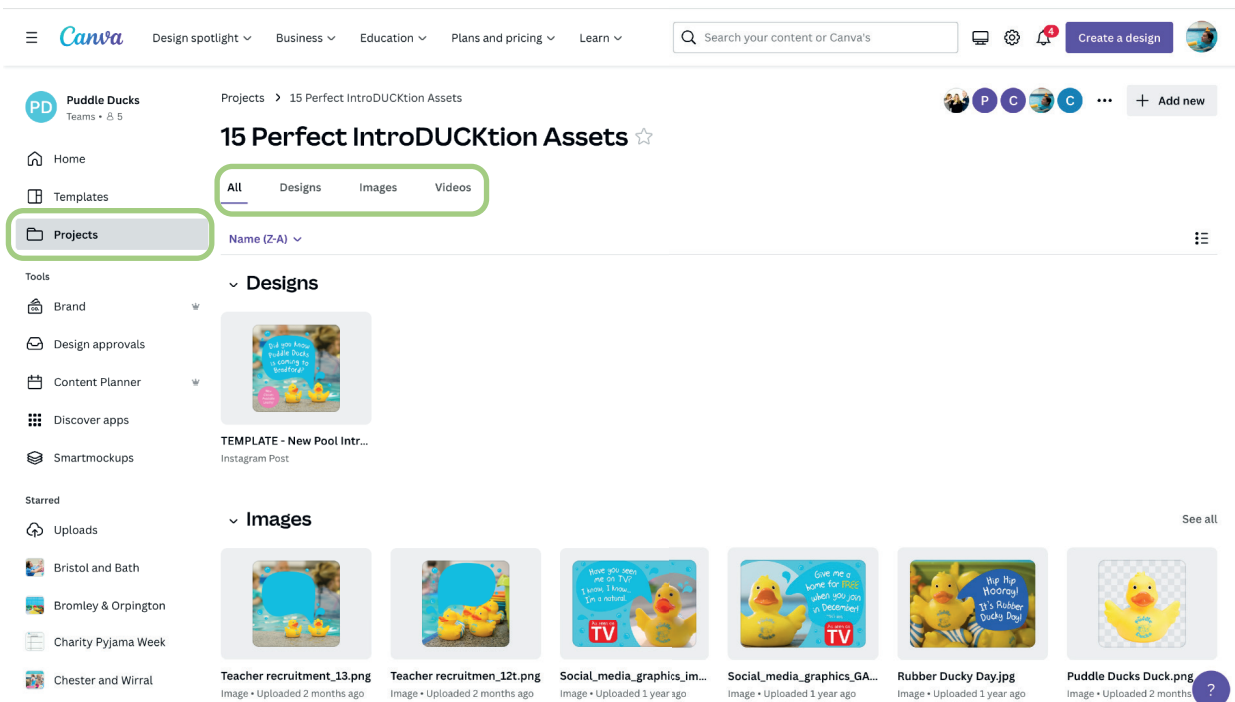 Canva
Design spotlight
Business
Education
Plans and pricing
Learn
Search your content or Canva's
4
Create a design
PD
Puddle Ducks
Teams • 5
Home
Templates
Projects
Tools
CO.
Brand
Design approvals
Content Planner
Discover apps
Smartmockups
Starred
Uploads
Bristol and Bath
Bromley & Orpington
Charity Pyjama Week
Chester and Wirral
Projects > 15 Perfect IntroDUCKtion Assets
P
C
C
+ Add new
15 Perfect IntroDUCKtion Assets
All
Designs
Images
Videos
Name (Z-A)
Designs
Did you know
Puddle Ducks
is coming to
Bradford?
TEMPLATE - New Pool Intr...
Instagram Post
Images
See all
Have you seen
me on TV?
I know, I know...
I'm a natural.
TV
Give me a
home for FREE
when you join
in December!
TV
Hip Hip
Hooray!
It's Rubber
Ducky Day!
Teacher recruitment_13.png
Image • Uploaded 2 months ago
Teacher recruitmen_12t.png
Image • Uploaded 2 months ago
Social_media_graphics_im...
Image • Uploaded 1 year ago
Social_media_graphics_GA...
Image • Uploaded 1 year ago
Rubber Ducky Day.jpg
Image • Uploaded 1 year ago
Puddle Ducks Duck.png
Image • Uploaded 2 months
?